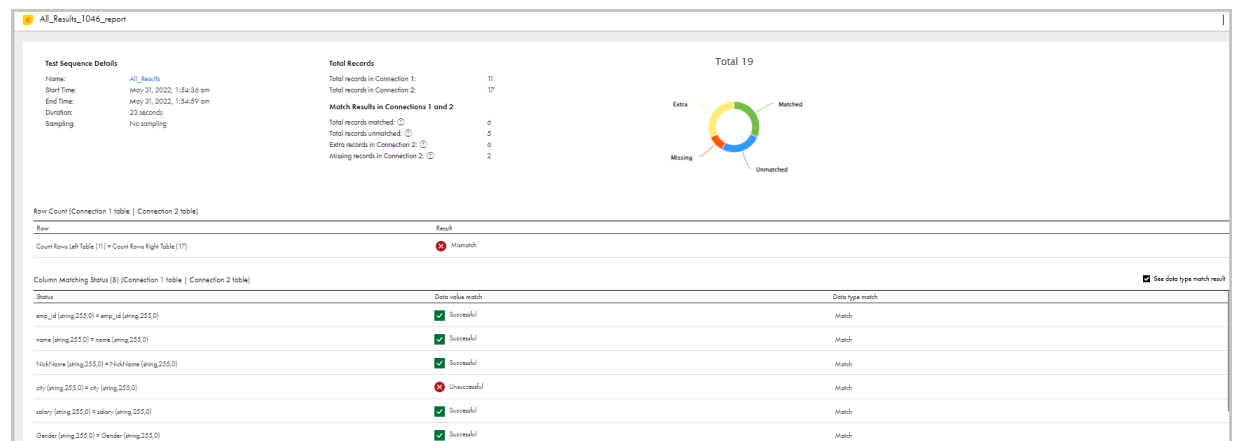 All_Results_1046_report
Test Sequence Details
Name: All_Results
Start Time: May 31, 2022, 1:54:36 am
End Time: May 31, 2022, 1:54:59 am
Duration: 23 seconds
Sampling: No sampling
Total Records
Total records in Connection 1: 11
Total records in Connection 2: 17
Match Results in Connections 1 and 2
Total records matched: 6
Total records unmatched: 5
Extra records in Connection 2: 6
Missing records in Connection 2: 2
Total 19
Extra
Matched
Missing
Unmatched
Row Count (Connection 1 table | Connection 2 table)
Row Result
Count Rows Left Table (11) = Count Rows Right Table (17) Mismatch
Column Matching Status (8) (Connection 1 table | Connection 2 table) See data type match result
Status Data value match Data type match
emp_id (string,255,0) = emp_id (string,255,0) Successful Match
name (string,255,0) = name (string,255,0) Successful Match
NickName (string,255,0) = NickName (string,255,0) Successful Match
city (string,255,0) = city (string,255,0) Unsuccessful Match
salary (string,255,0) = salary (string,255,0) Successful Match
Gender (string,255,0) = Gender (string,255,0) Successful Match